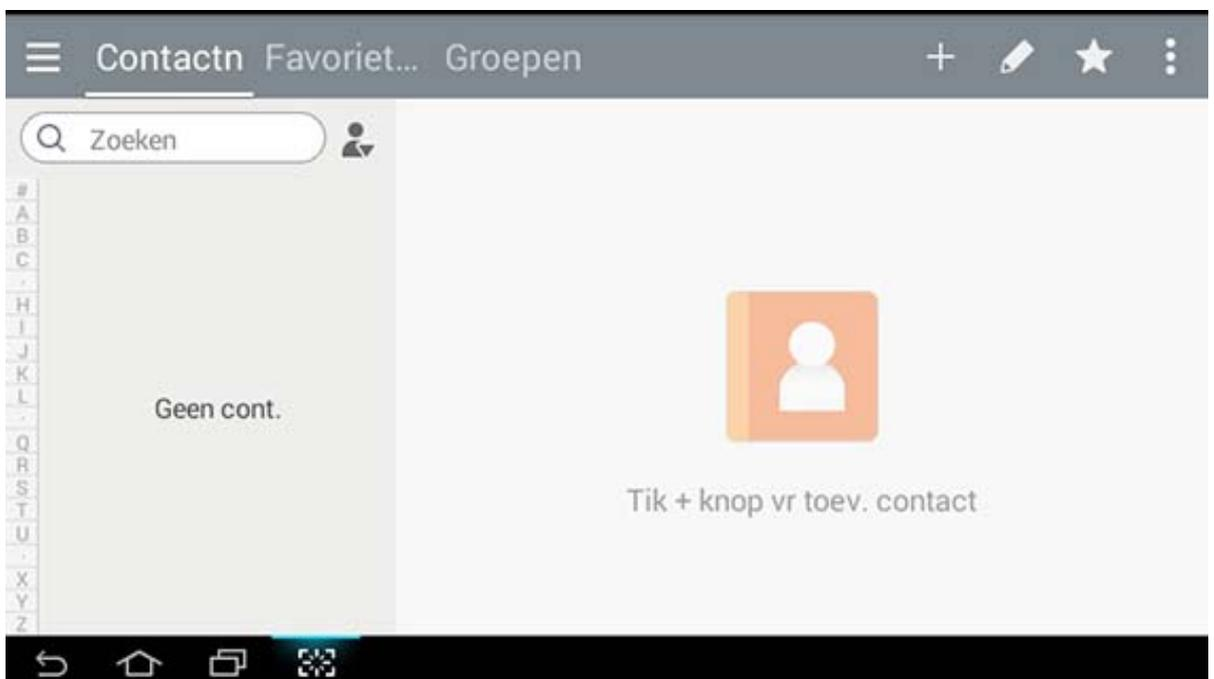 Contactn Favoriet... Groepen
Zoeken
#
A
B
C
·
H
I
J
K
L
·
Q
R
S
T
U
·
X
Y
Z
Geen cont.
Tik + knop vr toev. contact